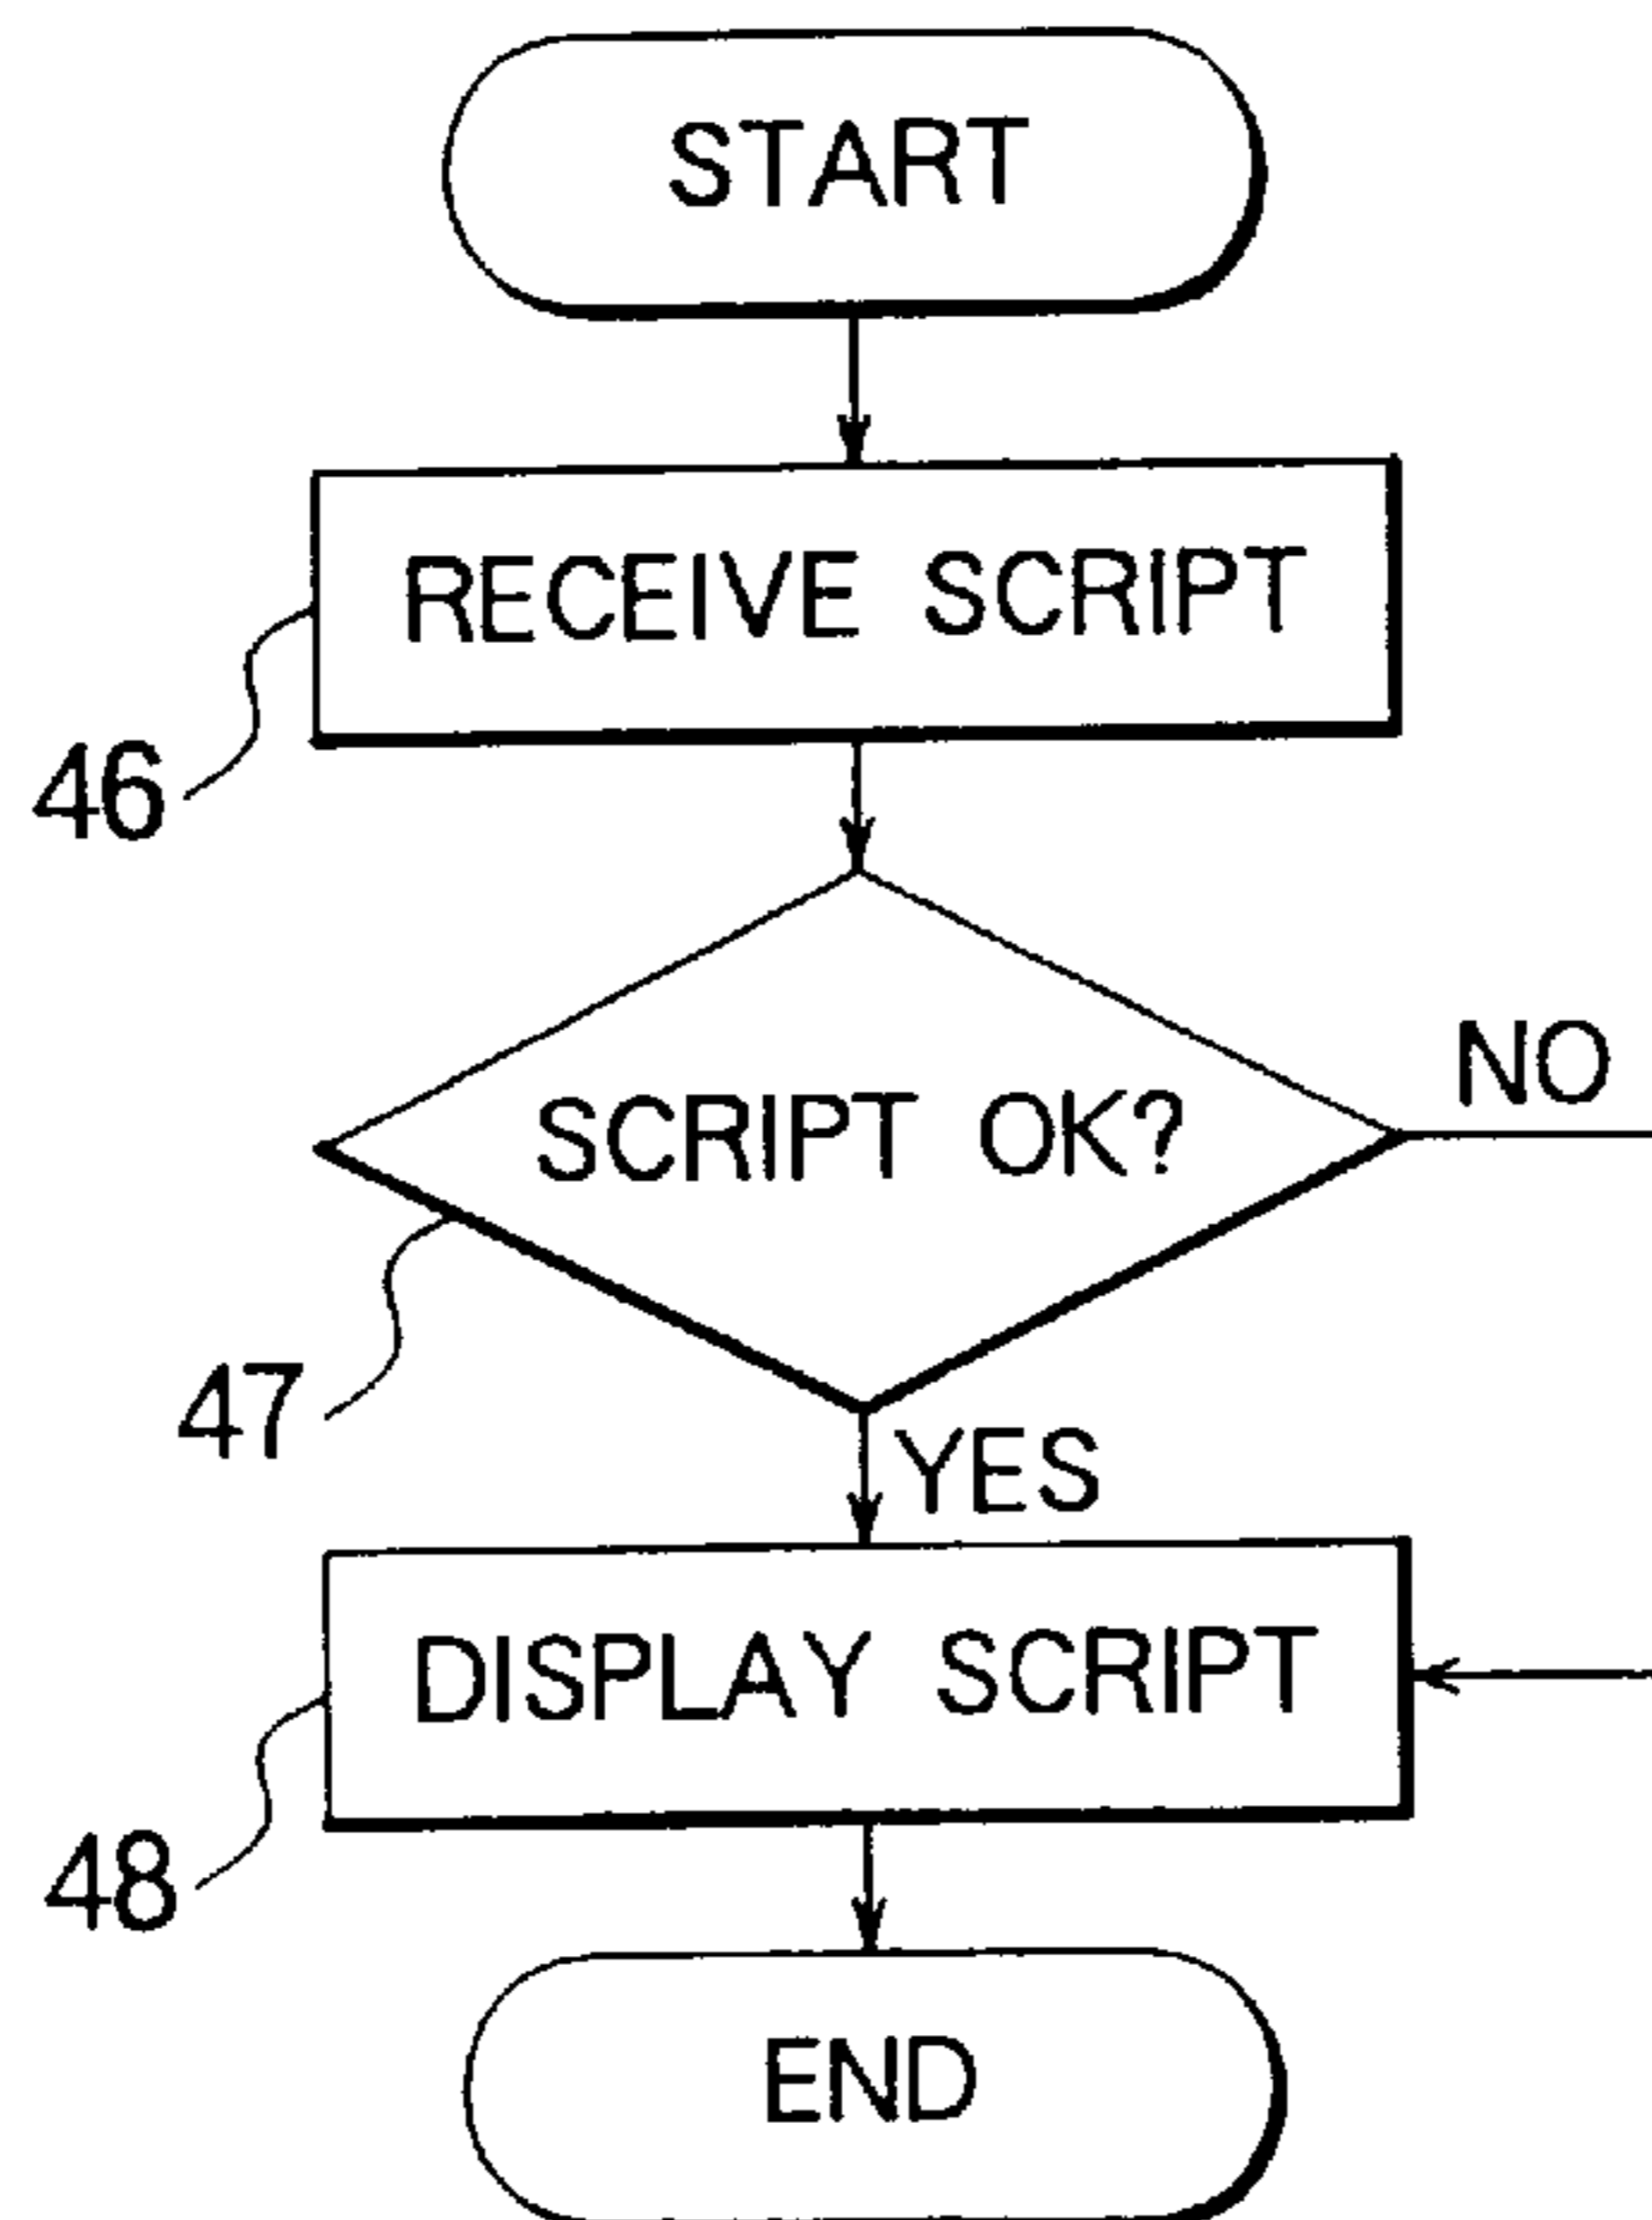 START
RECEIVE SCRIPT
46
SCRIPT OK?
NO
47
YES
DISPLAY SCRIPT
48
END